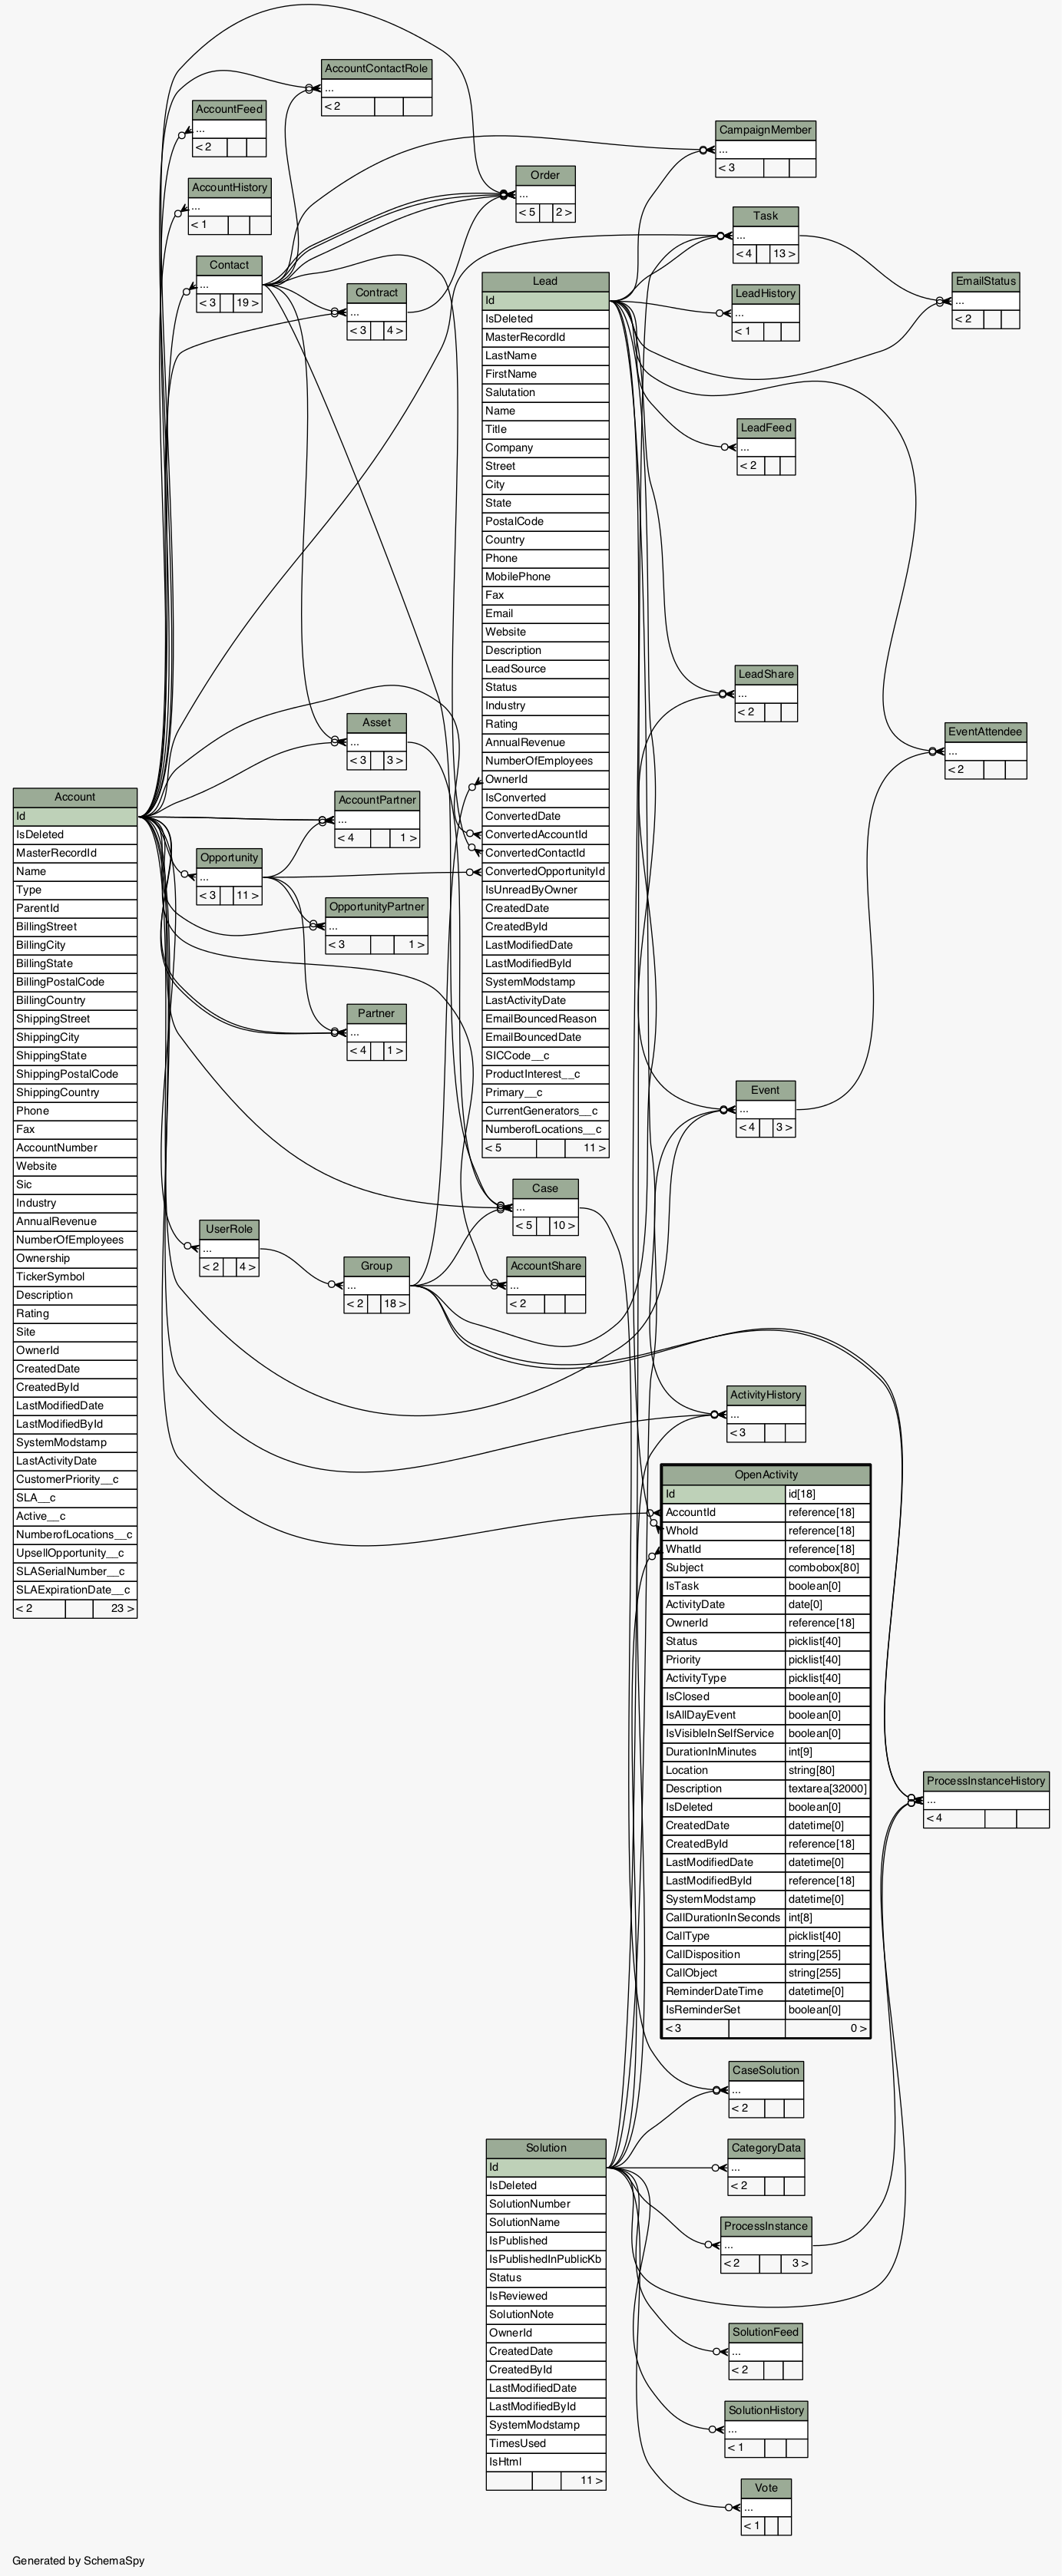 AccountContactRole
...
< 2
AccountFeed
...
< 2
CampaignMember
...
< 3
Order
...
< 5 2 >
AccountHistory
...
< 1
Task
...
< 4 13 >
Contact
...
< 3 19 >
Contract
...
< 3 4 >
LeadHistory
...
< 1
EmailStatus
...
< 2
LeadFeed
...
< 2
LeadShare
...
< 2
EventAttendee
...
< 2
Lead
Id
IsDeleted
MasterRecordId
LastName
FirstName
Salutation
Name
Title
Company
Street
City
State
PostalCode
Country
Phone
MobilePhone
Fax
Email
Website
Description
LeadSource
Status
Industry
Rating
AnnualRevenue
NumberOfEmployees
OwnerId
IsConverted
ConvertedDate
ConvertedAccountId
ConvertedContactId
ConvertedOpportunityId
IsUnreadByOwner
CreatedDate
CreatedById
LastModifiedDate
LastModifiedById
SystemModstamp
LastActivityDate
EmailBouncedReason
EmailBouncedDate
SICCode__c
ProductInterest__c
Primary__c
CurrentGenerators__c
NumberofLocations__c
< 5 11 >
Asset
...
< 3 3 >
AccountPartner
...
< 4 1 >
Opportunity
...
< 3 11 >
OpportunityPartner
...
< 3 1 >
Partner
...
< 4 1 >
Event
...
< 4 3 >
Case
...
< 5 10 >
UserRole
...
< 2 4 >
Group
...
< 2 18 >
AccountShare
...
< 2
Account
Id
IsDeleted
MasterRecordId
Name
Type
ParentId
BillingStreet
BillingCity
BillingState
BillingPostalCode
BillingCountry
ShippingStreet
ShippingCity
ShippingState
ShippingPostalCode
ShippingCountry
Phone
Fax
AccountNumber
Website
Sic
Industry
AnnualRevenue
NumberOfEmployees
Ownership
TickerSymbol
Description
Rating
Site
OwnerId
CreatedDate
CreatedById
LastModifiedDate
LastModifiedById
SystemModstamp
LastActivityDate
CustomerPriority__c
SLA__c
Active__c
NumberofLocations__c
UpsellOpportunity__c
SLASerialNumber__c
SLAExpirationDate__c
< 2 23 >
ActivityHistory
...
< 3
OpenActivity
Id id[18]
AccountId reference[18]
WhoId reference[18]
WhatId reference[18]
Subject combobox[80]
IsTask boolean[0]
ActivityDate date[0]
OwnerId reference[18]
Status picklist[40]
Priority picklist[40]
ActivityType picklist[40]
IsClosed boolean[0]
IsAllDayEvent boolean[0]
IsVisibleInSelfService boolean[0]
DurationInMinutes int[9]
Location string[80]
Description textarea[32000]
IsDeleted boolean[0]
CreatedDate datetime[0]
CreatedById reference[18]
LastModifiedDate datetime[0]
LastModifiedById reference[18]
SystemModstamp datetime[0]
CallDurationInSeconds int[8]
CallType picklist[40]
CallDisposition string[255]
CallObject string[255]
ReminderDateTime datetime[0]
IsReminderSet boolean[0]
< 3 0 >
ProcessInstanceHistory
...
< 4
CaseSolution
...
< 2
CategoryData
...
< 2
ProcessInstance
...
< 2 3 >
SolutionFeed
...
< 2
SolutionHistory
...
< 1
Vote
...
< 1
Solution
Id
IsDeleted
SolutionNumber
SolutionName
IsPublished
IsPublishedInPublicKb
Status
IsReviewed
SolutionNote
OwnerId
CreatedDate
CreatedById
LastModifiedDate
LastModifiedById
SystemModstamp
TimesUsed
IsHtml
11 >
Generated by SchemaSpy